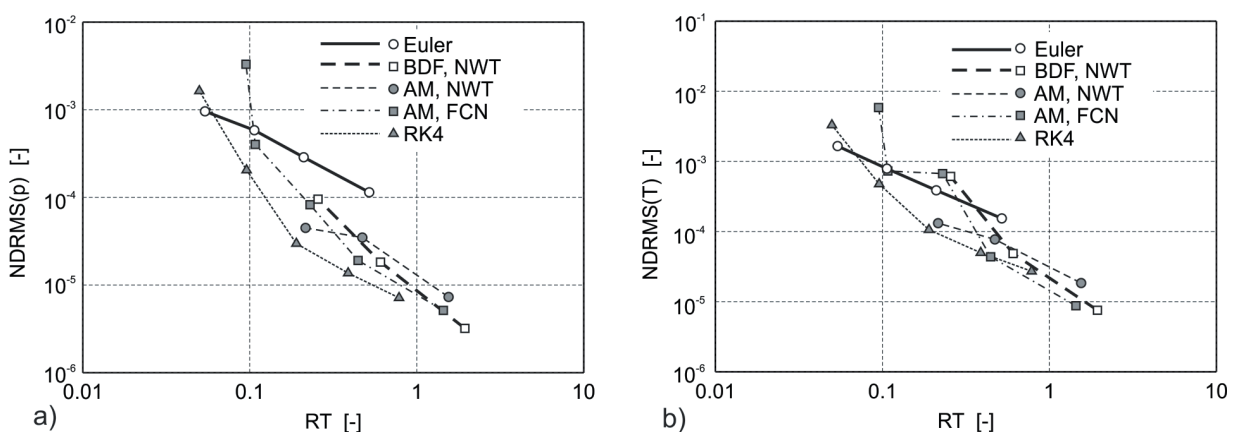 10-2
10-3
10-4
10-5
10-6
NDRMS(p) [-]
Euler
BDF, NWT
AM, NWT
AM, FCN
RK4
0.01
0.1
1
10
RT [-]
a)
10-1
10-2
10-3
10-4
10-5
10-6
NDRMS(T) [-]
Euler
BDF, NWT
AM, NWT
AM, FCN
RK4
0.01
0.1
1
10
RT [-]
b)